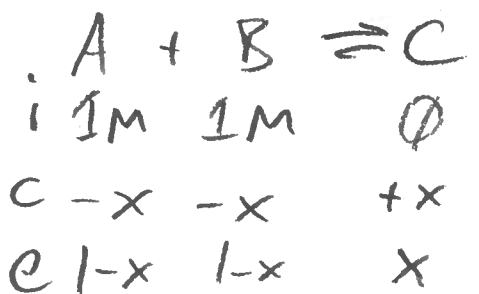 A + B ⇌ C
i 1M 1M Ø
C -x -x +x
e 1-x 1-x x